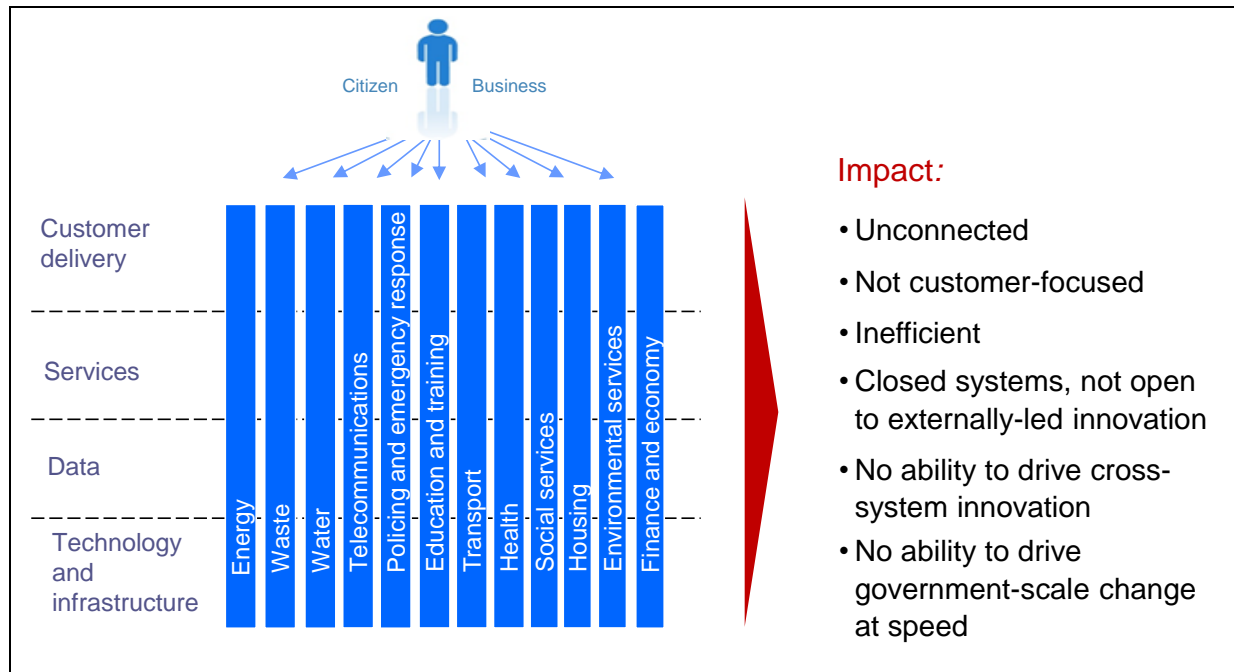 Citizen
Business
Customer
delivery
Services
Data
Technology
and
infrastructure
Energy
Waste
Water
Telecommunications
Policing and emergency response
Education and training
Transport
Health
Social services
Housing
Environmental services
Finance and economy
Impact:
• Unconnected
• Not customer-focused
• Inefficient
• Closed systems, not open
to externally-led innovation
• No ability to drive cross-
system innovation
• No ability to drive
government-scale change
at speed